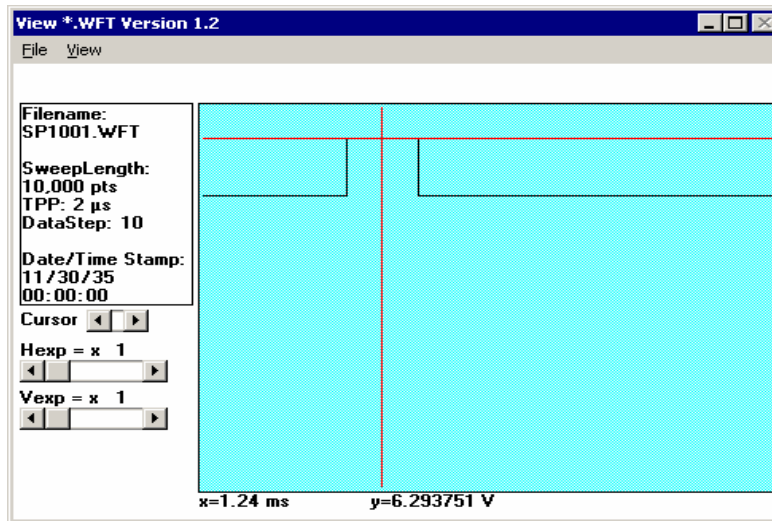 View *.WFT Version 1.2
File View
Filename:
SP1001.WFT
SweepLength:
10,000 pts
TPP: 2 µs
DataStep: 10
Date/Time Stamp:
11/30/35
00:00:00
Cursor
Hexp = x 1
Vexp = x 1
x=1.24 ms y=6.293751 V